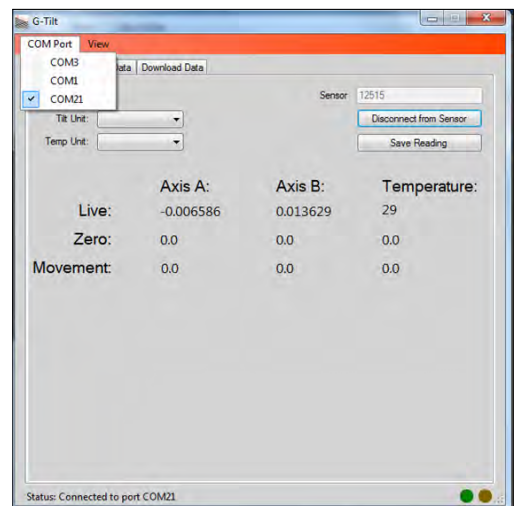 G-Tilt
COM Port View
COM3
COM1
COM21
ata Download Data
Sensor 12515
Tilt Unit: Disconnect from Sensor
Temp Unit: Save Reading
Axis A: Axis B: Temperature:
Live: -0.006586 0.013629 29
Zero: 0.0 0.0 0.0
Movement: 0.0 0.0 0.0
Status: Connected to port COM21